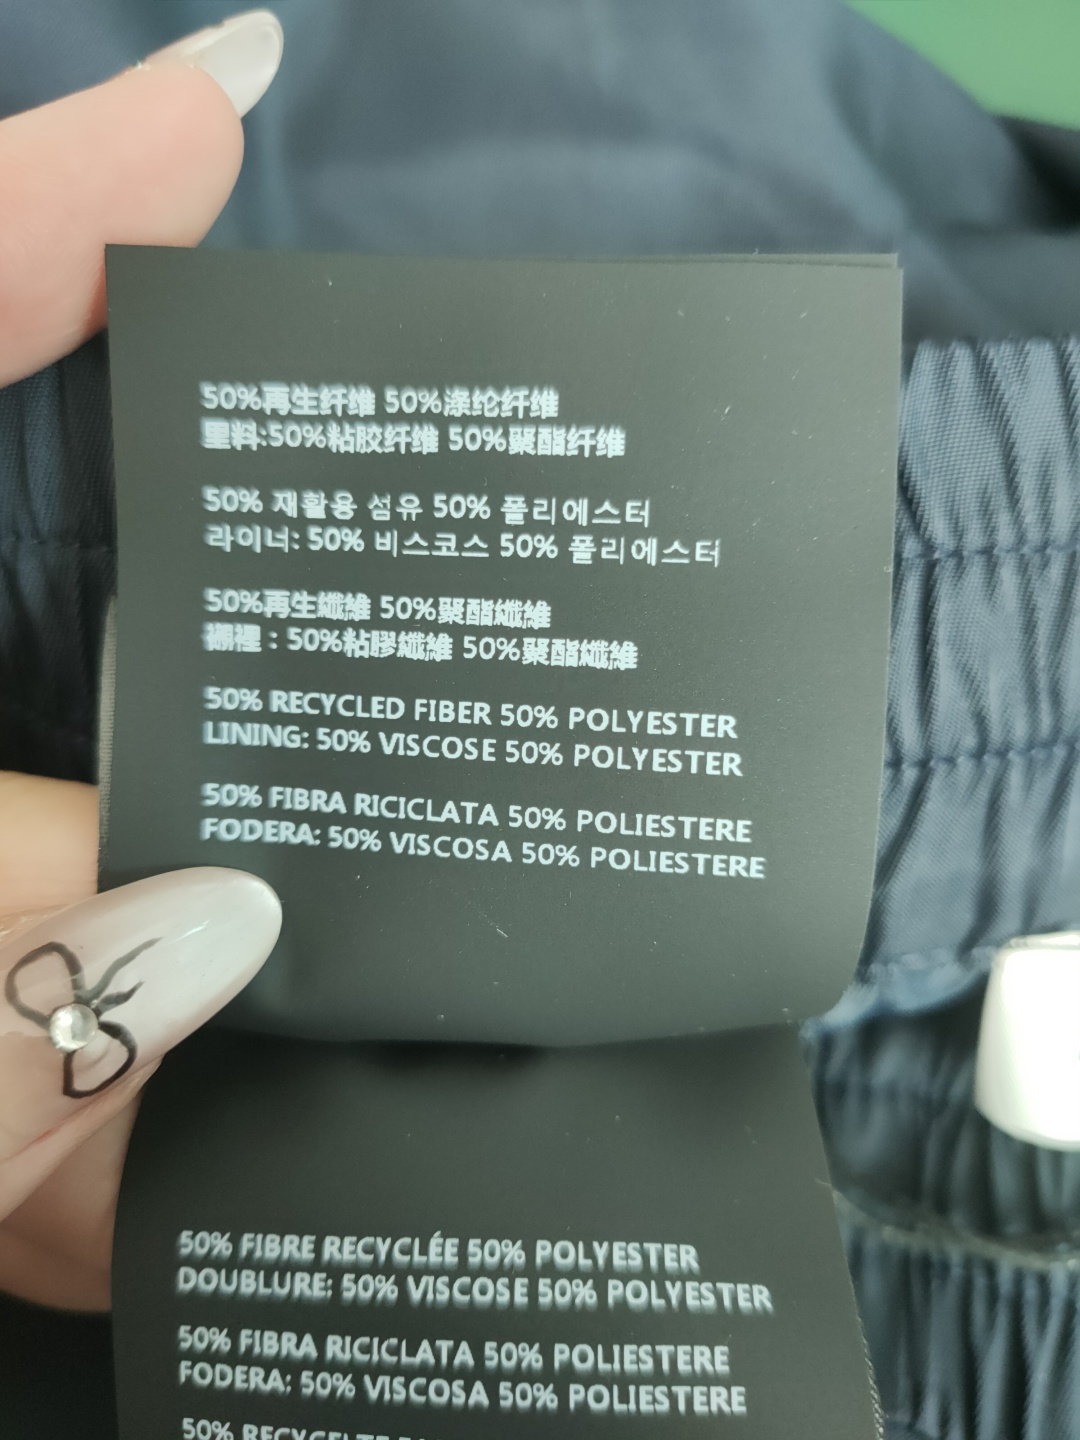 50%再生纤维 50%涤纶纤维
里料:50%粘胶纤维 50%聚酯纤维
50% 재활용 섬유 50% 폴리에스터
라이너: 50% 비스코스 50% 폴리에스터
50%再生纖維 50%聚酯纖維
襯裡：50%粘膠纖維 50%聚酯纖維
50% RECYCLED FIBER 50% POLYESTER
LINING: 50% VISCOSE 50% POLYESTER
50% FIBRA RICICLATA 50% POLIESTERE
FODERA: 50% VISCOSA 50% POLIESTERE
50% FIBRE RECYCLÉE 50% POLYESTER
DOUBLURE: 50% VISCOSE 50% POLYESTER
50% FIBRA RICICLATA 50% POLIESTERE
FODERA: 50% VISCOSA 50% POLIESTERE
50%